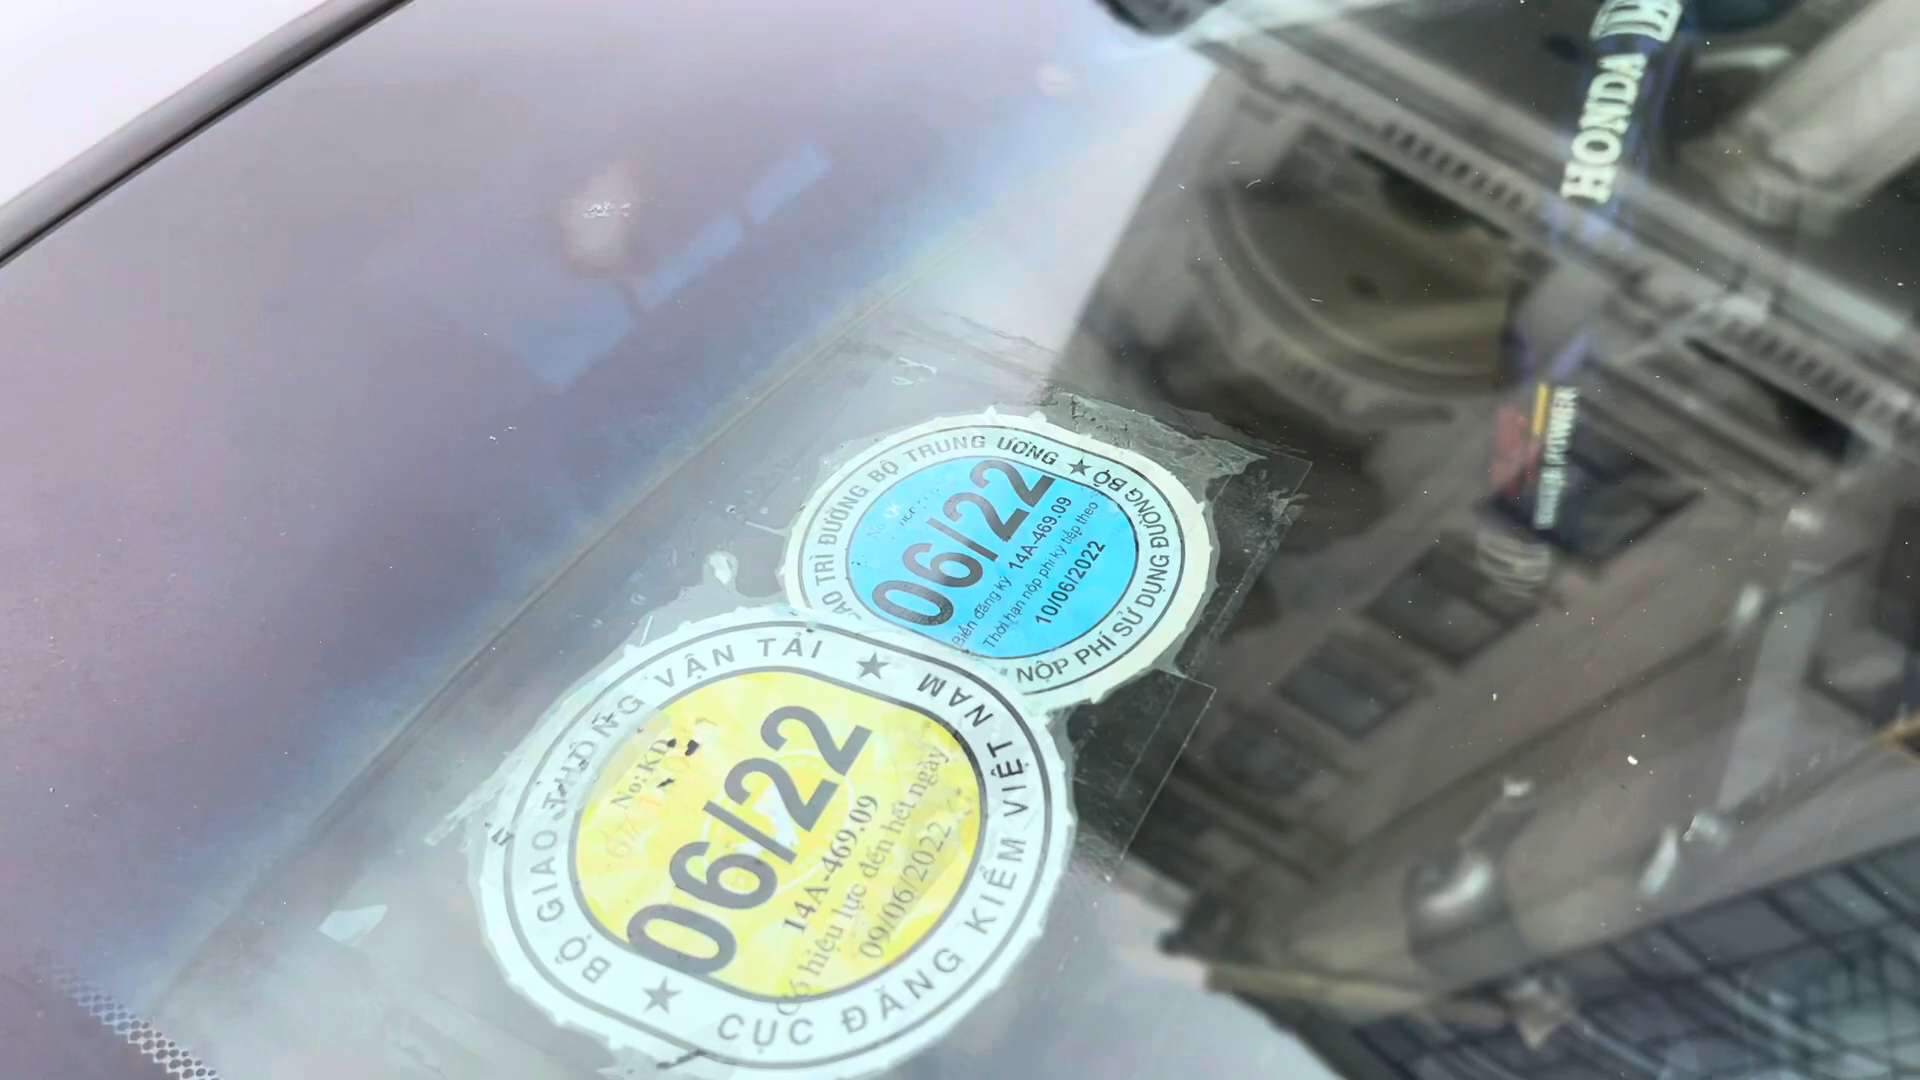 HONDA
POWER
TRÌ ĐƯỜNG BỘ TRUNG ƯƠNG ★
NỘP PHÍ SỬ DỤNG ĐƯỜNG BỘ
06/22
Biển đăng ký 14A-469.09
Thời hạn nộp phí kỳ tiếp theo
10/06/2022
BỘ GIAO THÔNG VẬN TẢI ★
CỤC ĐĂNG KIỂM VIỆT NAM ★
No: KD
06/22
14A-469.09
Có hiệu lực đến hết ngày
09/06/2022